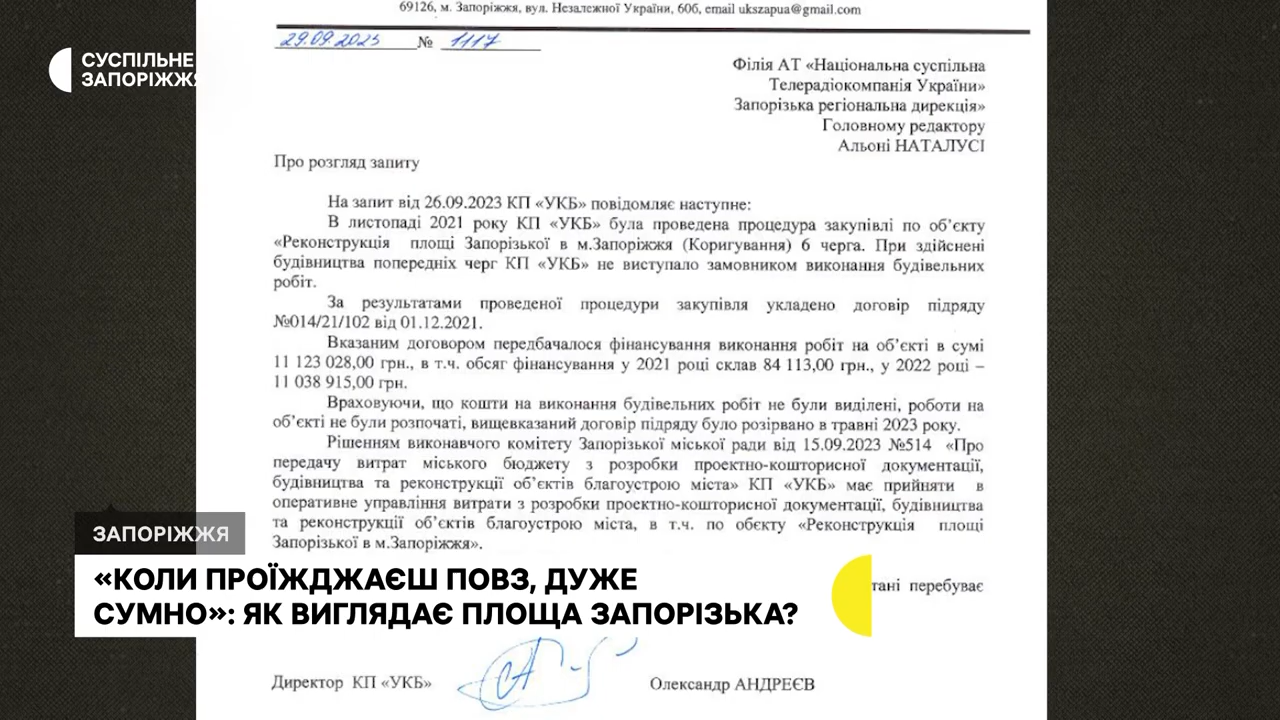 69126, м. Запоріжжя, вул. Незалежної України, 60б, email ukszapua@gmail.com
29.09.2023 № 1117
СУСПІЛЬНЕ
ЗАПОРІЖЖЯ
Філія АТ «Національна суспільна
Телерадіокомпанія України»
Запорізька регіональна дирекція»
Головному редактору
Альоні НАТАЛУСІ
Про розгляд запиту
На запит від 26.09.2023 КП «УКБ» повідомляє наступне:
В листопаді 2021 року КП «УКБ» була проведена процедура закупівлі по об’єкту
«Реконструкція площі Запорізької в м.Запоріжжя (Коригування) 6 черга. При здійснені
будівництва попередніх черг КП «УКБ» не виступало замовником виконання будівельних
робіт.
За результатами проведеної процедури закупівля укладено договір підряду
№014/21/102 від 01.12.2021.
Вказаним договором передбачалося фінансування виконання робіт на об’єкті в сумі
11 123 028,00 грн., в т.ч. обсяг фінансування у 2021 році склав 84 113,00 грн., у 2022 році –
11 038 915,00 грн.
Враховуючи, що кошти на виконання будівельних робіт не були виділені, роботи на
об’єкті не були розпочаті, вищевказаний договір підряду було розірвано в травні 2023 року.
Рішенням виконавчого комітету Запорізької міської ради від 15.09.2023 №514 «Про
передачу витрат міського бюджету з розробки проектно-кошторисної документації,
будівництва та реконструкції об’єктів благоустрою міста» КП «УКБ» має прийняти в
оперативне управління витрати з розробки проектно-кошторисної документації, будівництва
та реконструкції об’єктів благоустрою міста, в т.ч. по обєкту «Реконструкція площі
Запорізької в м.Запоріжжя».
перебуває
ЗАПОРІЖЖЯ
«КОЛИ ПРОЇЖДЖАЄШ ПОВЗ, ДУЖЕ
СУМНО»: ЯК ВИГЛЯДАЄ ПЛОЩА ЗАПОРІЗЬКА?
Директор КП «УКБ» Олександр АНДРЕЄВ